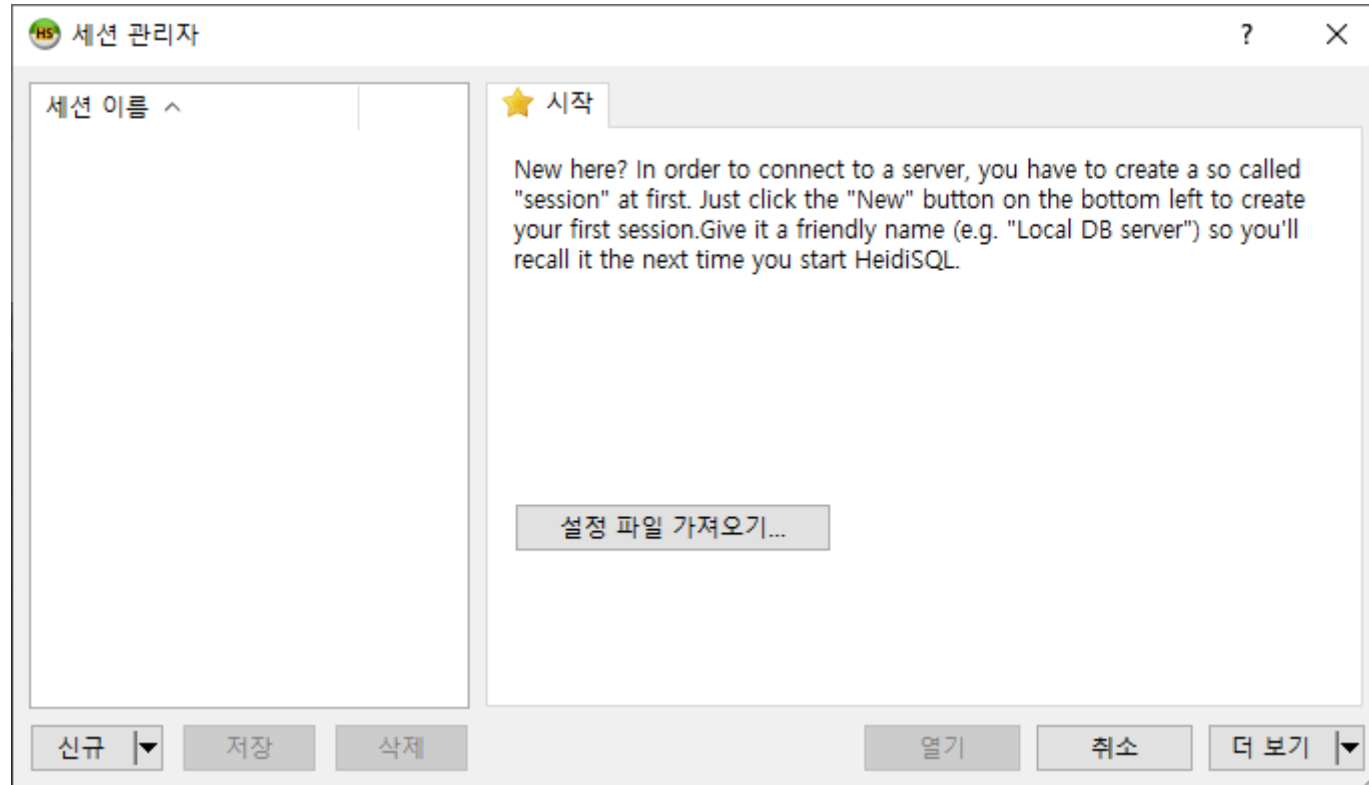 HS 세션 관리자 ?
세션 이름
시작
New here? In order to connect to a server, you have to create a so called
"session" at first. Just click the "New" button on the bottom left to create
your first session.Give it a friendly name (e.g. "Local DB server") so you'll
recall it the next time you start HeidiSQL.
설정 파일 가져오기...
신규 저장 삭제 열기 취소 더 보기